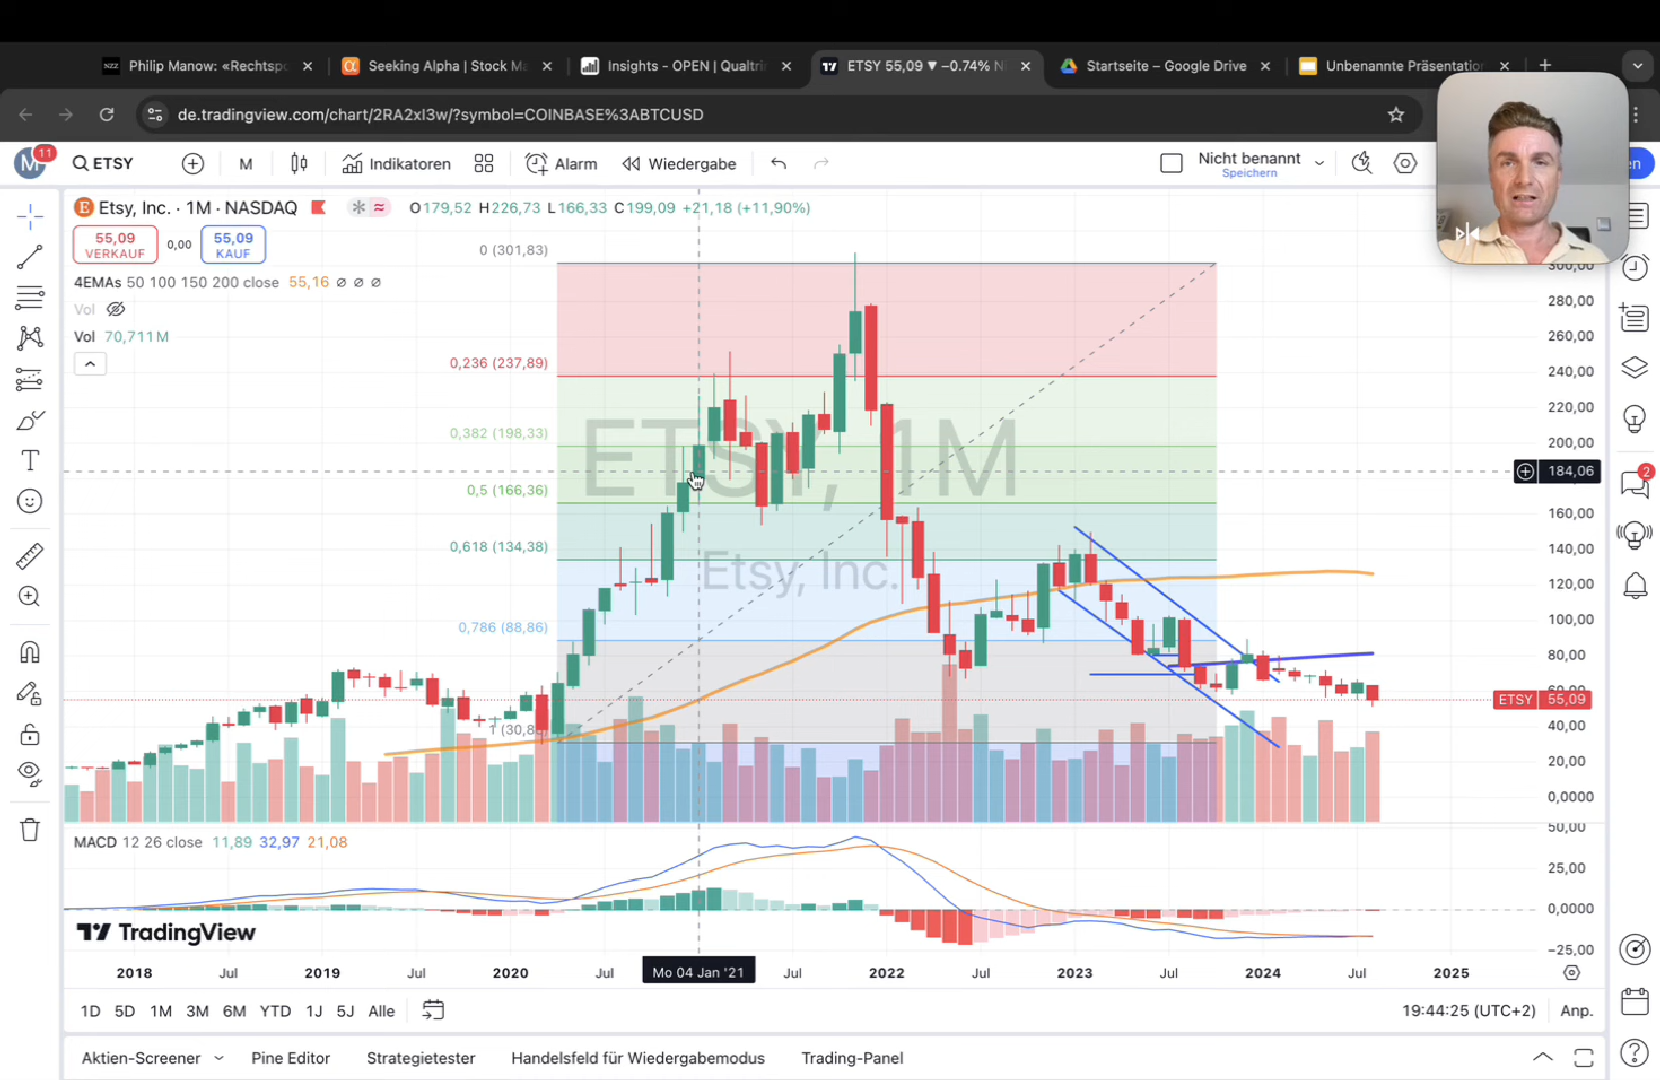 NZZ Philip Manow: «Rechtsp
Seeking Alpha | Stock Ma
Insights - OPEN | Qualtri
ETSY 55,09 ▼ −0.74% N
Startseite – Google Drive
Unbenannte Präsentation
de.tradingview.com/chart/2RA2xI3w/?symbol=COINBASE%3ABTCUSD
M 11
ETSY
M
Indikatoren
Alarm
Wiedergabe
Nicht benannt
Speichern
en
Etsy, Inc. · 1M · NASDAQ
O179,52 H226,73 L166,33 C199,09 +21,18 (+11,90%)
55,09
VERKAUF
0,00
55,09
KAUF
4EMAs 50 100 150 200 close 55,16 ∅ ∅ ∅
Vol
Vol 70,711M
0 (301,83)
0,236 (237,89)
0,382 (198,33)
0,5 (166,36)
0,618 (134,38)
0,786 (88,86)
ETSY, 1M
Etsy, Inc.
300,00
280,00
260,00
240,00
220,00
200,00
184,06
160,00
140,00
120,00
100,00
80,00
ETSY 55,09
40,00
20,00
0,0000
MACD 12 26 close 11,89 32,97 21,08
50,00
25,00
0,0000
−25,00
TradingView
2018 Jul 2019 Jul 2020 Jul Mo 04 Jan '21 Jul 2022 Jul 2023 Jul 2024 Jul 2025
1D 5D 1M 3M 6M YTD 1J 5J Alle
19:44:25 (UTC+2) Anp.
Aktien-Screener
Pine Editor
Strategietester
Handelsfeld für Wiedergabemodus
Trading-Panel
2